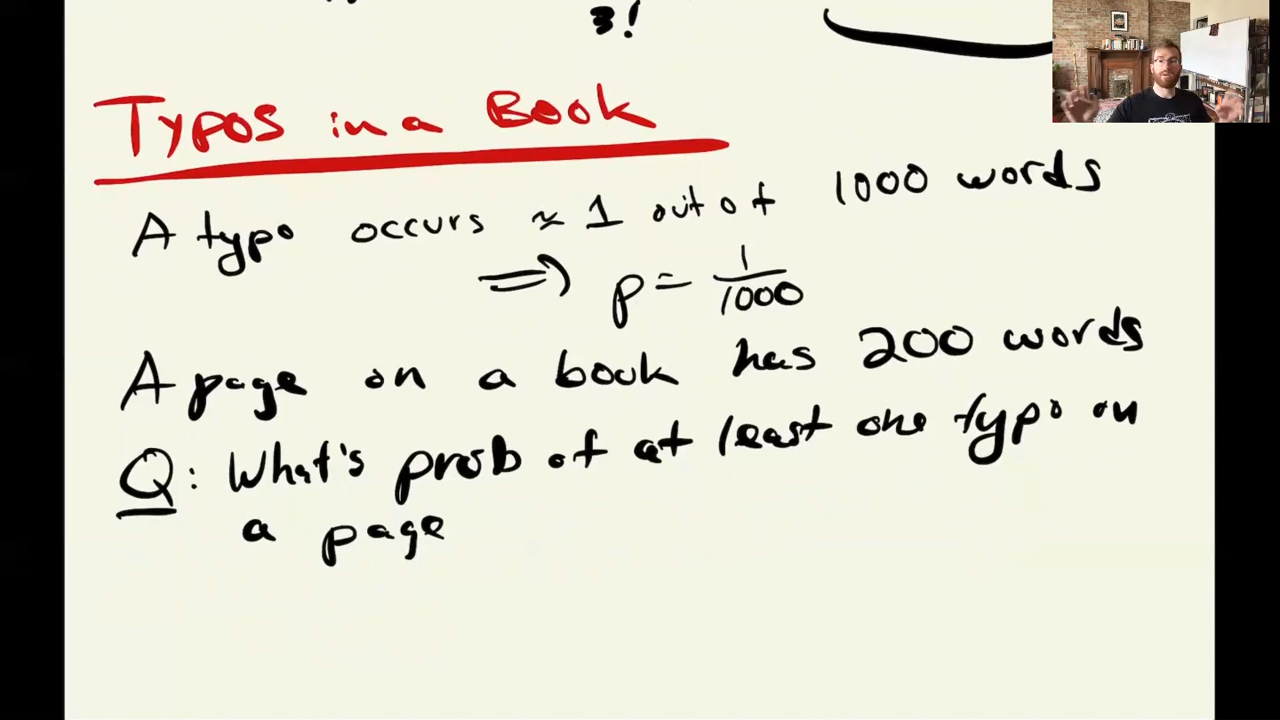 3!
Typos in a Book
A typo occurs ≈ 1 out of 1000 words
⇒ p = 1/1000
A page on a book has 200 words
Q: What's prob of at least one typo on
a page